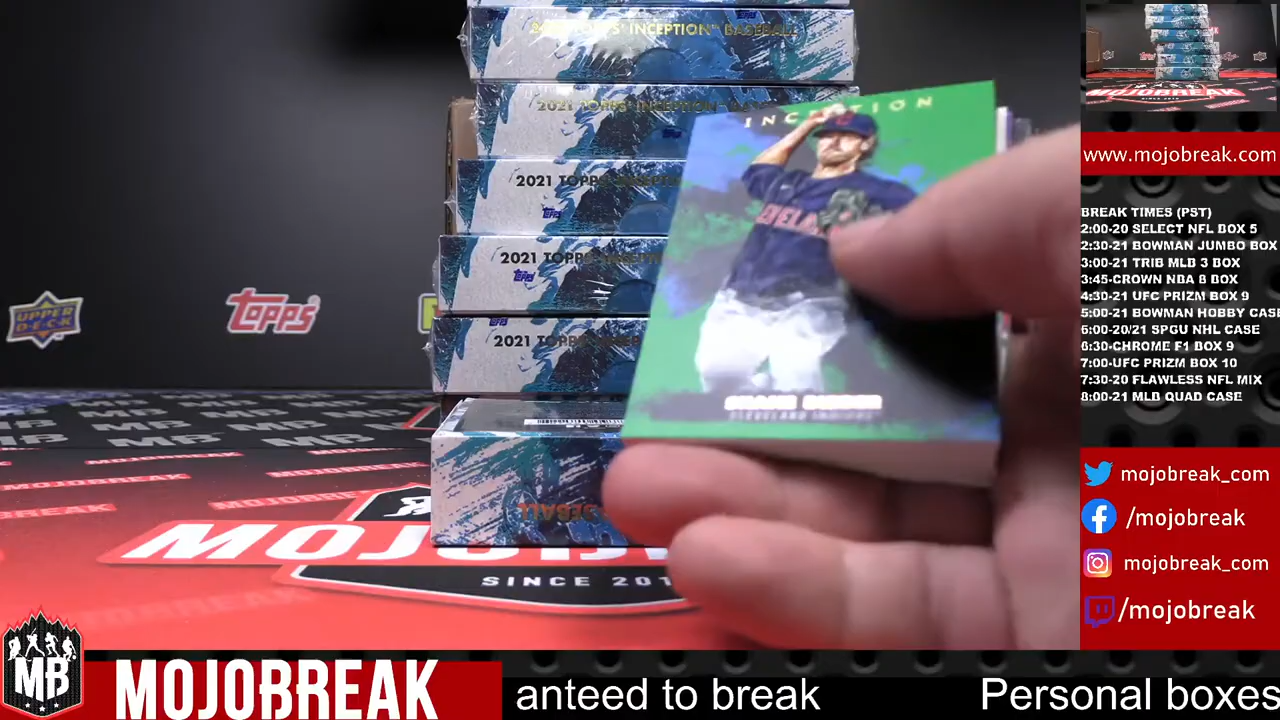 2021 TOPPS INCEPTION BASEBALL
2021 TOPPS INCEPTION
2021 TOPPS
2021 TOPPS
2021 TOPPS
topps
topps
INCEPTION
CLEVELAND INDIANS
UPPER DECK
TOPPS
MOJOBREAK
SINCE 201
MOJOBREAK
www.mojobreak.com
BREAK TIMES (PST)
2:00-20 SELECT NFL BOX 5
2:30-21 BOWMAN JUMBO BOX
3:00-21 TRIB MLB 3 BOX
3:45-CROWN NBA 8 BOX
4:30-21 UFC PRIZM BOX 9
5:00-21 BOWMAN HOBBY CASE
6:00-20/21 SPGU NHL CASE
6:30-CHROME F1 BOX 9
7:00-UFC PRIZM BOX 10
7:30-20 FLAWLESS NFL MIX
8:00-21 MLB QUAD CASE
mojobreak_com
/mojobreak
mojobreak_com
/mojobreak
MB
MOJOBREAK
anteed to break Personal boxes